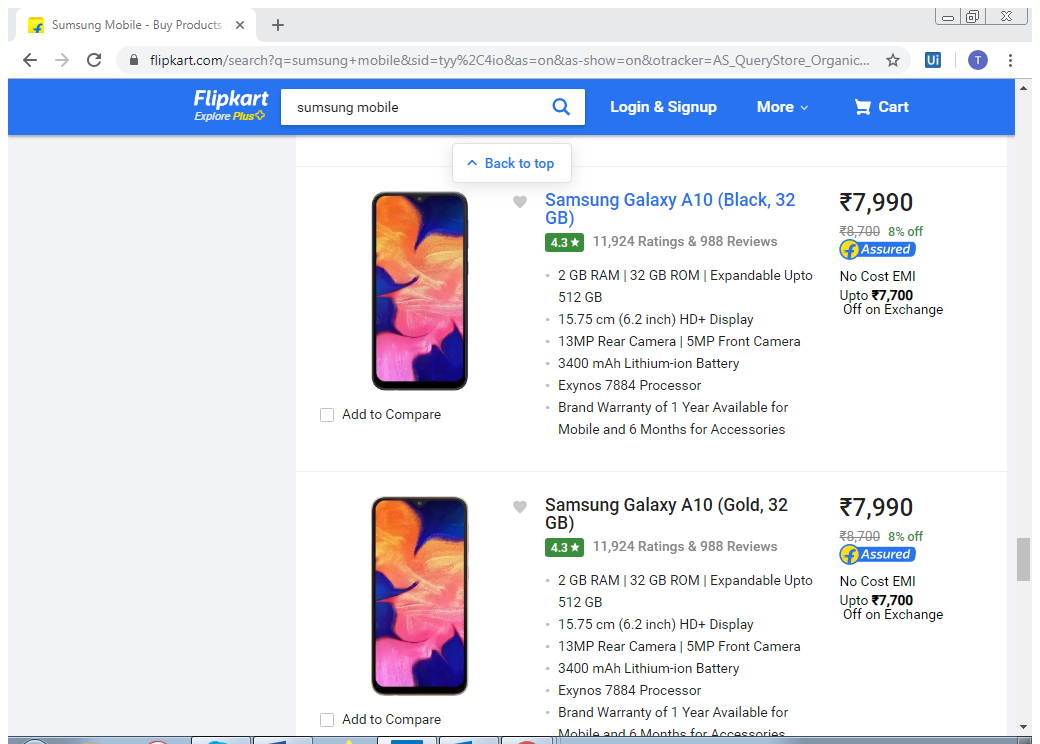 Sumsung Mobile - Buy Products
flipkart.com/search?q=sumsung+mobile&sid=tyy%2C4io&as=on&as-show=on&otracker=AS_QueryStore_Organic...
Ui
T
Flipkart
Explore Plus
sumsung mobile
Login & Signup
More
Cart
Back to top
Samsung Galaxy A10 (Black, 32
GB)
4.3★ 11,924 Ratings & 988 Reviews
2 GB RAM | 32 GB ROM | Expandable Upto
512 GB
15.75 cm (6.2 inch) HD+ Display
13MP Rear Camera | 5MP Front Camera
3400 mAh Lithium-ion Battery
Exynos 7884 Processor
Brand Warranty of 1 Year Available for
Mobile and 6 Months for Accessories
₹7,990
₹8,700 8% off
Assured
No Cost EMI
Upto ₹7,700
Off on Exchange
Add to Compare
Samsung Galaxy A10 (Gold, 32
GB)
4.3★ 11,924 Ratings & 988 Reviews
2 GB RAM | 32 GB ROM | Expandable Upto
512 GB
15.75 cm (6.2 inch) HD+ Display
13MP Rear Camera | 5MP Front Camera
3400 mAh Lithium-ion Battery
Exynos 7884 Processor
Brand Warranty of 1 Year Available for
Mobile and 6 Months for Accessories
₹7,990
₹8,700 8% off
Assured
No Cost EMI
Upto ₹7,700
Off on Exchange
Add to Compare